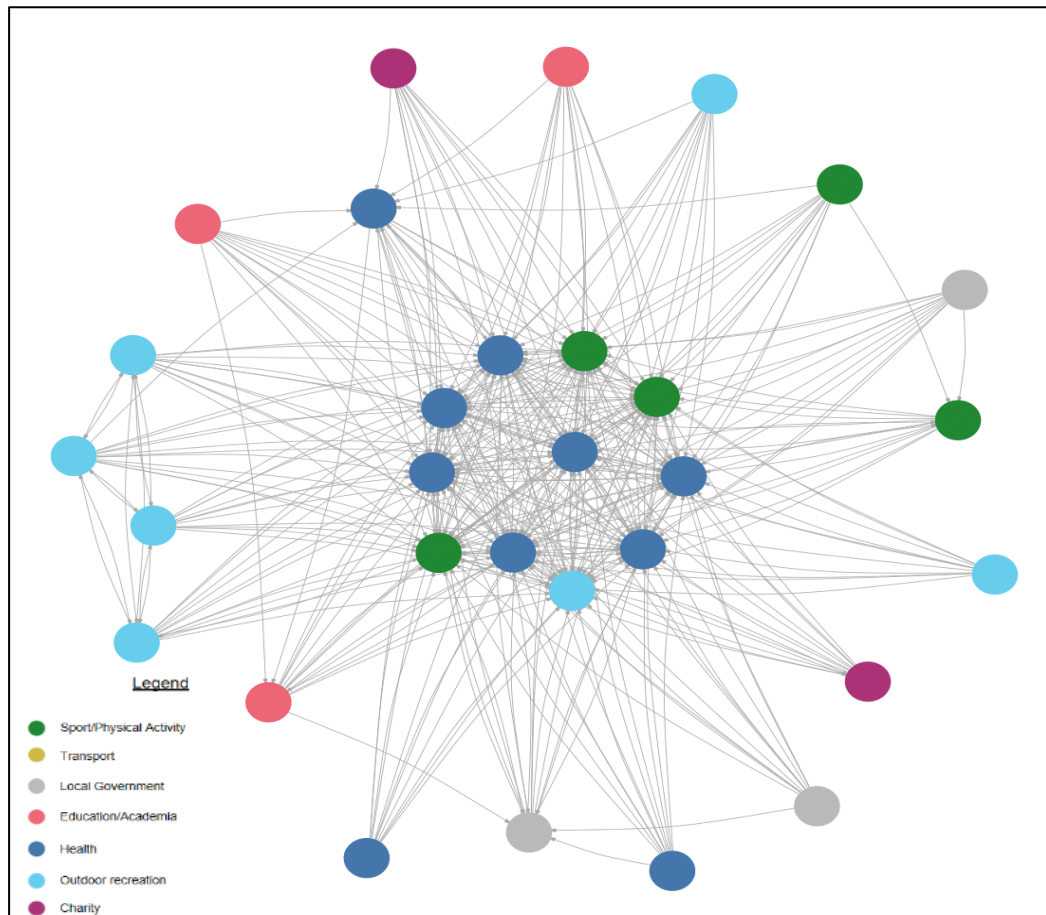 Legend
Sport/Physical Activity
Transport
Local Government
Education/Academia
Health
Outdoor recreation
Charity